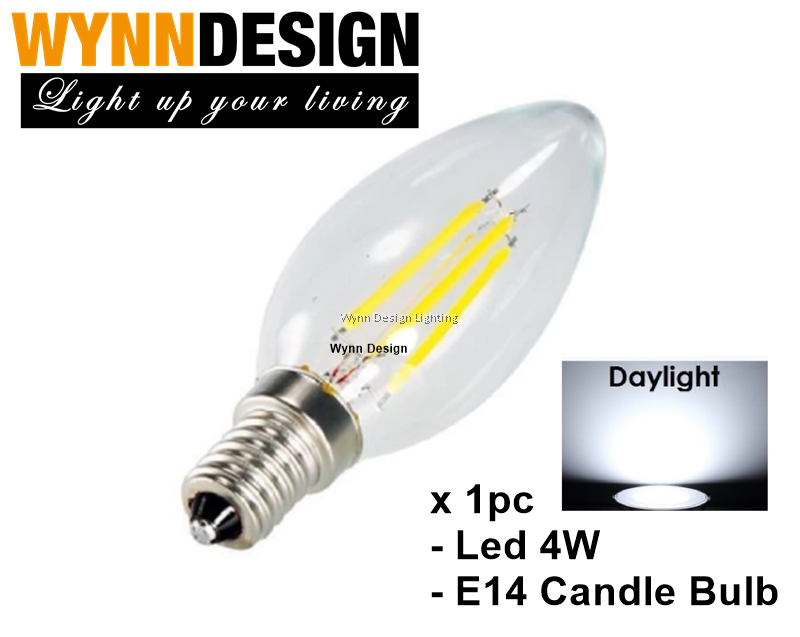 WYNNDESIGN
Light up your living
Wynn Design Lighting
Wynn Design
Daylight
x 1pc
- Led 4W
- E14 Candle Bulb